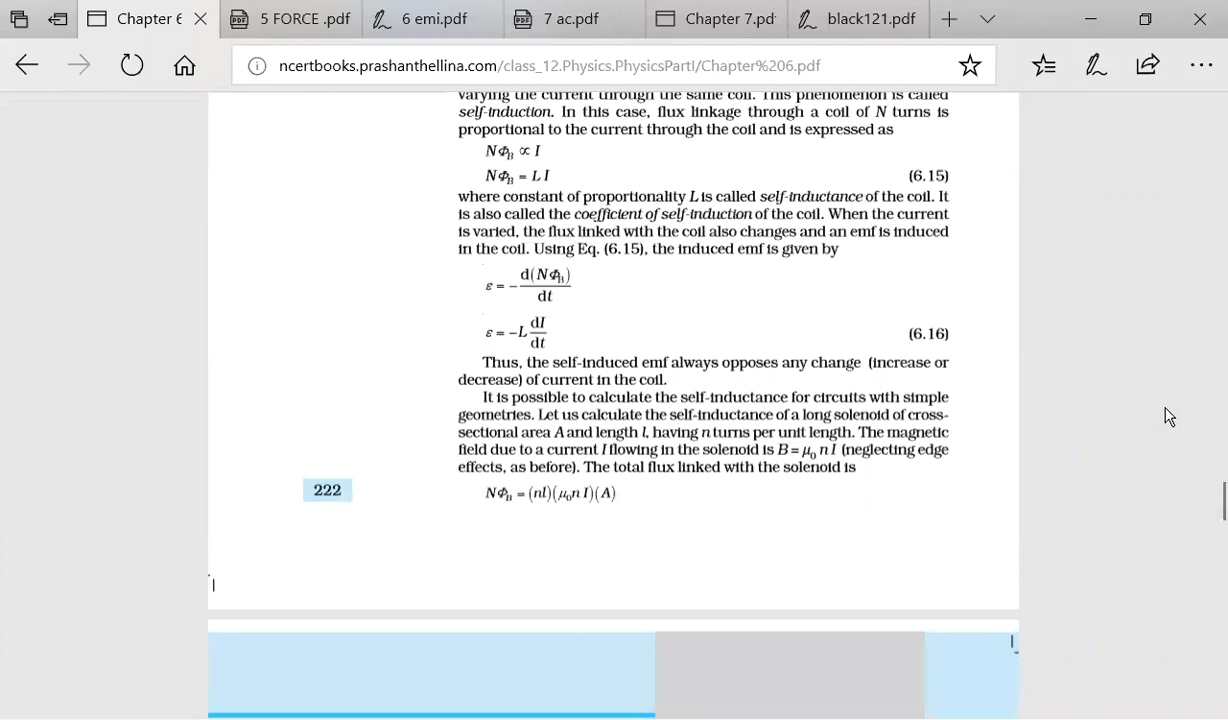 Chapter 6
5 FORCE .pdf
6 emi.pdf
7 ac.pdf
Chapter 7.pd
black121.pdf
ncertbooks.prashanthellina.com/class_12.Physics.PhysicsPartI/Chapter%206.pdf
varying the current through the same coil. This phenomenon is called
self-induction. In this case, flux linkage through a coil of N turns is
proportional to the current through the coil and is expressed as
NΦ_B ∝ I
NΦ_B = L I (6.15)
where constant of proportionality L is called self-inductance of the coil. It
is also called the coefficient of self-induction of the coil. When the current
is varied, the flux linked with the coil also changes and an emf is induced
in the coil. Using Eq. (6.15), the induced emf is given by
ε = − d(NΦ_B)/dt
ε = −L dI/dt (6.16)
Thus, the self-induced emf always opposes any change (increase or
decrease) of current in the coil.
It is possible to calculate the self-inductance for circuits with simple
geometries. Let us calculate the self-inductance of a long solenoid of cross-
sectional area A and length l, having n turns per unit length. The magnetic
field due to a current I flowing in the solenoid is B = μ₀ n I (neglecting edge
effects, as before). The total flux linked with the solenoid is
222
NΦ_B = (nl)(μ₀n I)(A)